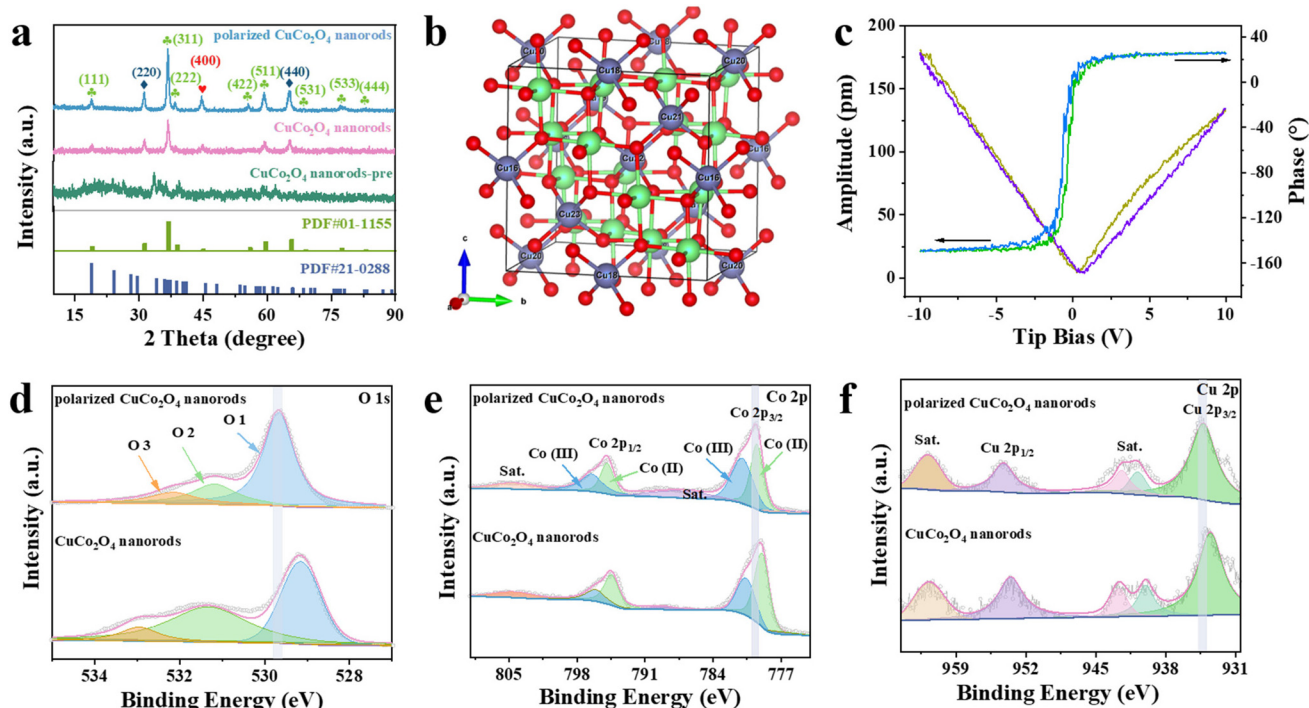 a
polarized CuCo₂O₄ nanorods
(311)
(111)
(220)
(222)
(400)
(422)
(511)
(440)
(531)
(533)
(444)
CuCo₂O₄ nanorods
CuCo₂O₄ nanorods-pre
PDF#01-1155
PDF#21-0288
Intensity (a.u.)
15 30 45 60 75 90
2 Theta (degree)
b
Cu18
Cu20
Cu21
Cu16
Cu16
Cu23
Cu20
Cu18
Cu20
c
b
c
200
175
150
125
100
75
50
25
0
Amplitude (pm)
40
0
-40
-80
-120
-160
Phase (°)
-10 -5 0 5 10
Tip Bias (V)
d
polarized CuCo₂O₄ nanorods
O 1s
O 3
O 2
O 1
CuCo₂O₄ nanorods
Intensity (a.u.)
534 532 530 528
Binding Energy (eV)
e
polarized CuCo₂O₄ nanorods
Co 2p
Co 2p3/2
Co 2p1/2
Co (III)
Co (II)
Co (III)
Co (II)
Sat.
Sat.
CuCo₂O₄ nanorods
Intensity (a.u.)
805 798 791 784 777
Binding Energy (eV)
f
Cu 2p
polarized CuCo₂O₄ nanorods
Cu 2p3/2
Sat.
Cu 2p1/2
Sat.
CuCo₂O₄ nanorods
Intensity (a.u.)
959 952 945 938 931
Binding Energy (eV)